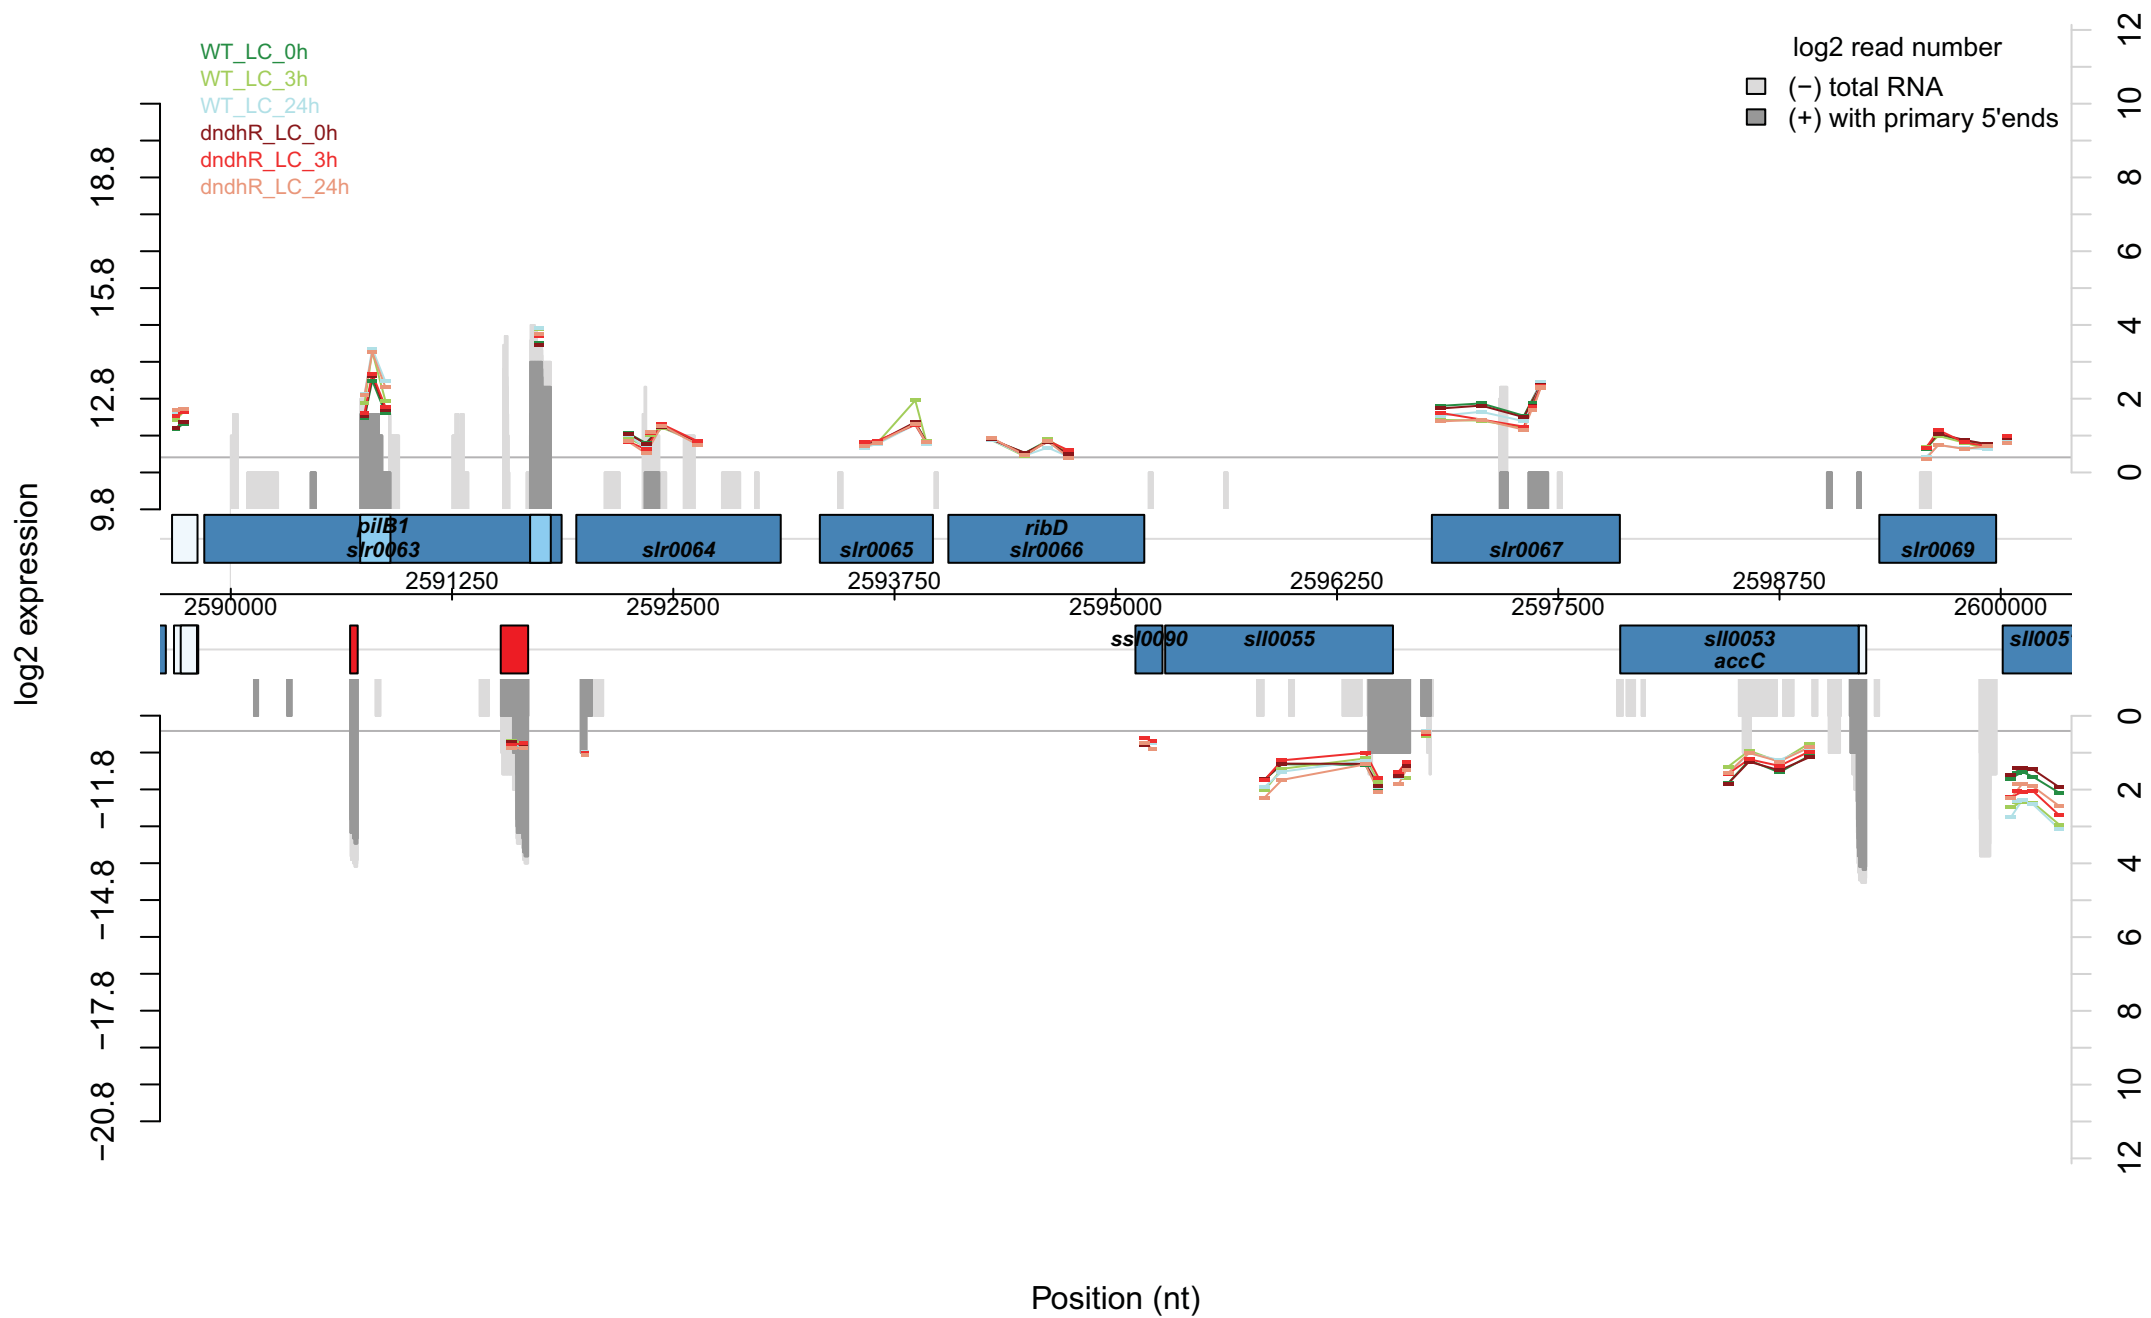 WT_LC_0h
WT_LC_3h
WT_LC_24h
dndhR_LC_0h
dndhR_LC_3h
dndhR_LC_24h
log2 read number
(−) total RNA
(+) with primary 5'ends
log2 expression
18.8
15.8
12.8
9.8
12
10
8
6
4
2
0
pilB1
slr0063
slr0064
slr0065
ribD
slr0066
slr0067
slr0069
2591250
2593750
2596250
2598750
2590000
2592500
2595000
2597500
2600000
ssl0090
sll0055
sll0053
accC
sll005
−11.8
−14.8
−17.8
−20.8
0
2
4
6
8
10
12
Position (nt)